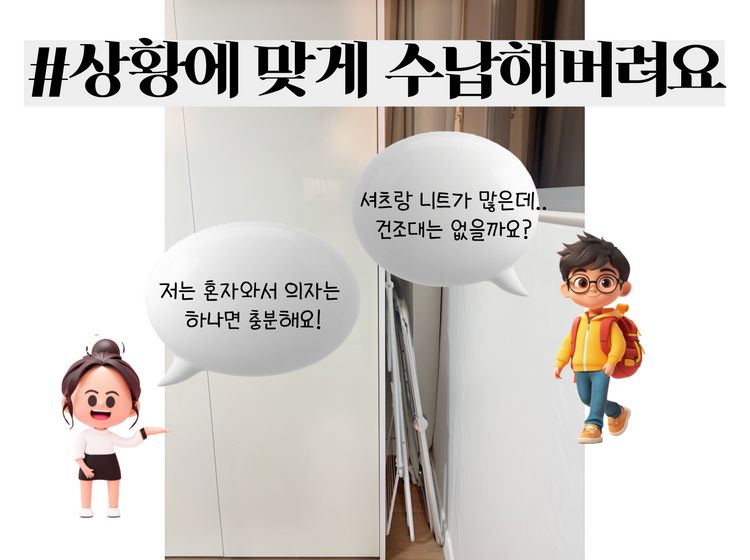 #상황에 맞게 수납해버려요
셔츠랑 니트가 많은데..
건조대는 없을까요?
저는 혼자와서 의자는
하나면 충분해요!